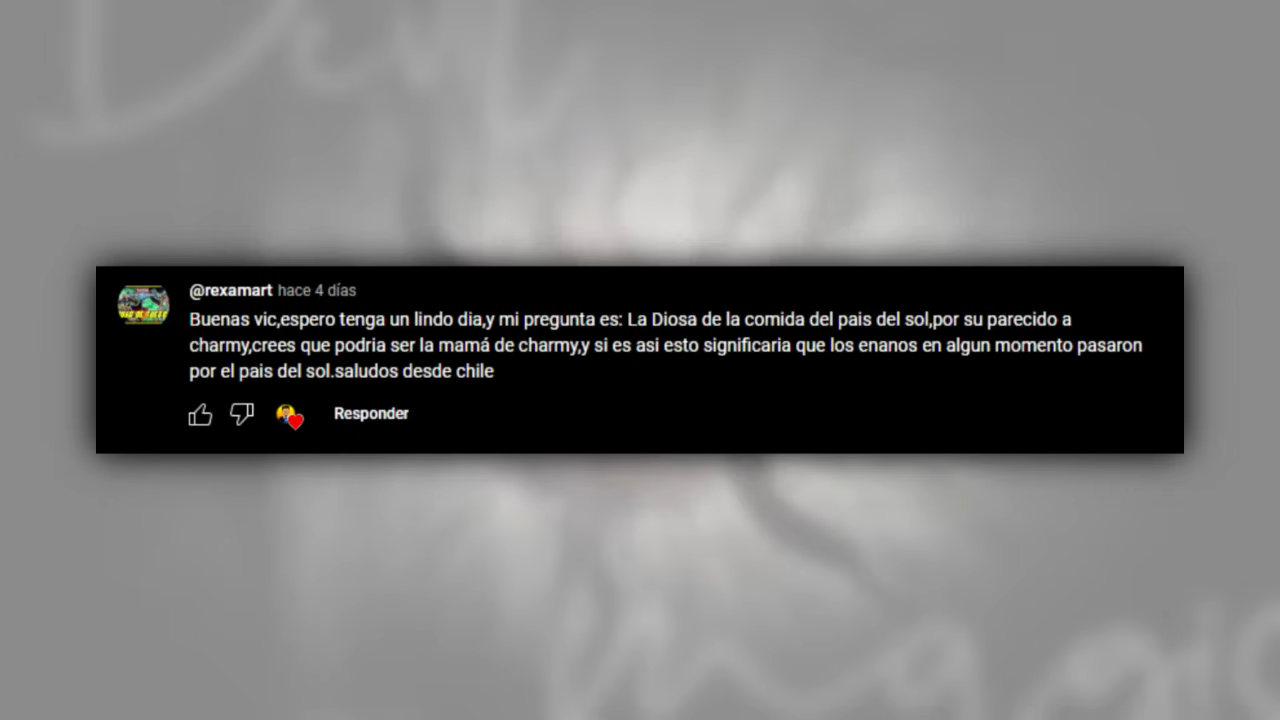 @rexamart hace 4 días
Buenas vic,espero tenga un lindo dia,y mi pregunta es: La Diosa de la comida del pais del sol,por su parecido a
charmy,crees que podria ser la mamá de charmy,y si es asi esto significaria que los enanos en algun momento pasaron
por el pais del sol.saludos desde chile
Responder